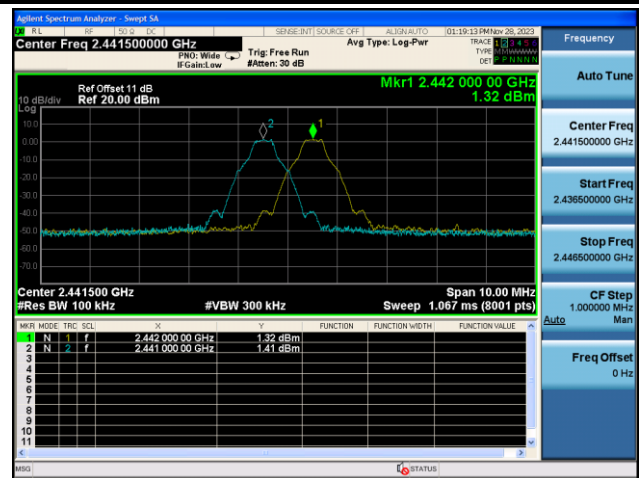 Agilent Spectrum Analyzer - Swept SA
RL RF 50 Ω DC SENSE:INT SOURCE OFF ALIGN AUTO 01:19:13 PM Nov 28, 2023
Center Freq 2.441500000 GHz
PNO: Wide
IFGain:Low
Trig: Free Run
#Atten: 30 dB
Avg Type: Log-Pwr
TRACE 1 2 3 4 5 6
TYPE
DET P P N N N N
Ref Offset 11 dB
10 dB/div Ref 20.00 dBm
Log
Mkr1 2.442 000 00 GHz
1.32 dBm
10.0
0.00
-10.0
-20.0
-30.0
-40.0
-50.0
-60.0
-70.0
2
1
Center 2.441500 GHz Span 10.00 MHz
#Res BW 100 kHz #VBW 300 kHz Sweep 1.067 ms (8001 pts)
MKR MODE TRC SCL X Y FUNCTION FUNCTION WIDTH FUNCTION VALUE
1 N 1 f 2.442 000 00 GHz 1.32 dBm
2 N 2 f 2.441 000 00 GHz 1.41 dBm
3
4
5
6
7
8
9
10
11
MSG STATUS
Frequency
Auto Tune
Center Freq
2.441500000 GHz
Start Freq
2.436500000 GHz
Stop Freq
2.446500000 GHz
CF Step
1.000000 MHz
Auto Man
Freq Offset
0 Hz